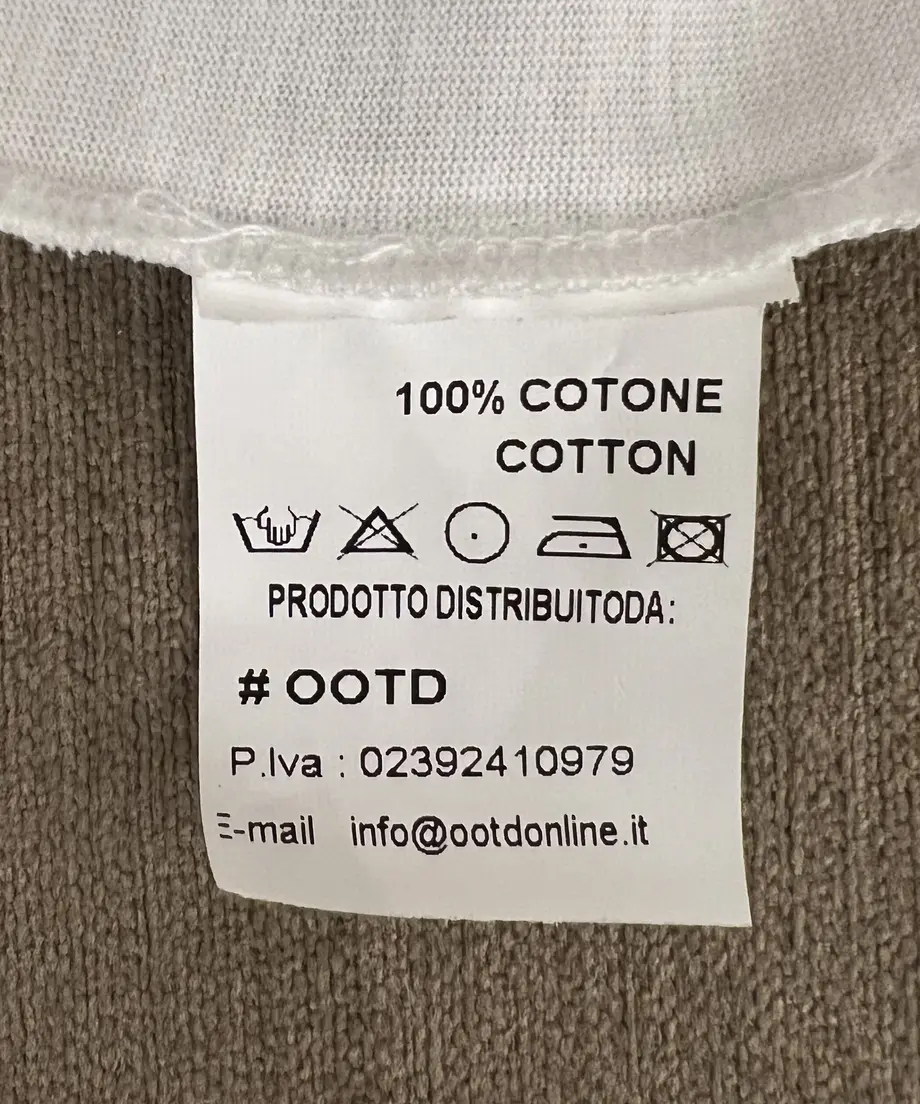 100% COTONE
COTTON
PRODOTTO DISTRIBUITODA:
# OOTD
P.Iva : 02392410979
E-mail info@ootdonline.it